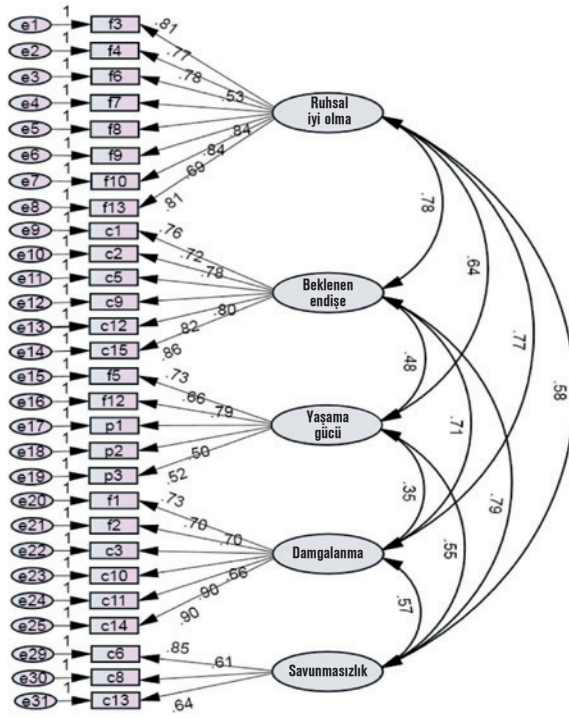 e1 1 f3 .81
e2 1 f4 .77
e3 1 f6 .78
e4 1 f7 .53
e5 1 f8
e6 1 f9 .84
e7 1 f10 .84
e8 1 f13 .69
.81
Ruhsal
iyi olma
e9 1 c1 .76
e10 1 c2 .72
e11 1 c5 .78
e12 1 c9
e13 1 c12 .80
e14 1 c15 .82
.86
Beklenen
endişe
e15 1 f5 .73
e16 1 f12 .66
e17 1 p1 .79
e18 1 p2
e19 1 p3 .50
.52
Yaşama
gücü
e20 1 f1 .73
e21 1 f2 .70
e22 1 c3 .70
e23 1 c10
e24 1 c11 .66
e25 1 c14 .90
.90
Damgalanma
e29 1 c6 .85
e30 1 c8 .61
e31 1 c13 .64
Savunmasızlık
.78
.64
.77
.58
.48
.71
.79
.35
.55
.57